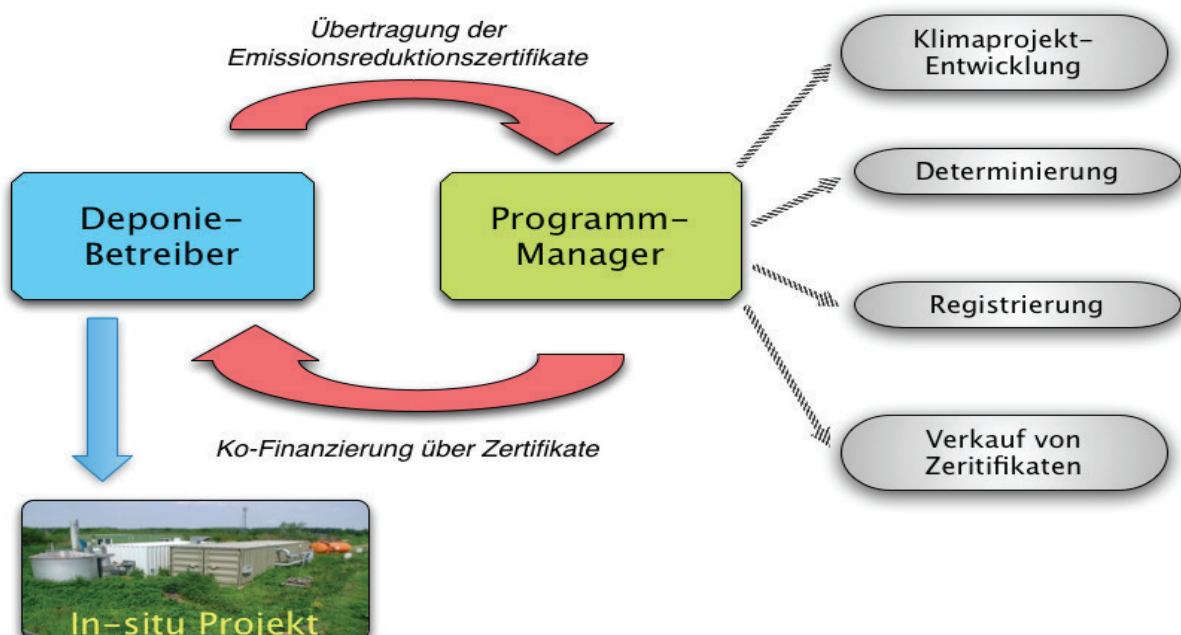 Übertragung der
Emissionsreduktionszertifikate
Deponie-
Betreiber
Programm-
Manager
Ko-Finanzierung über Zertifikate
In-situ Projekt
Klimaprojekt-
Entwicklung
Determinierung
Registrierung
Verkauf von
Zeritifikaten